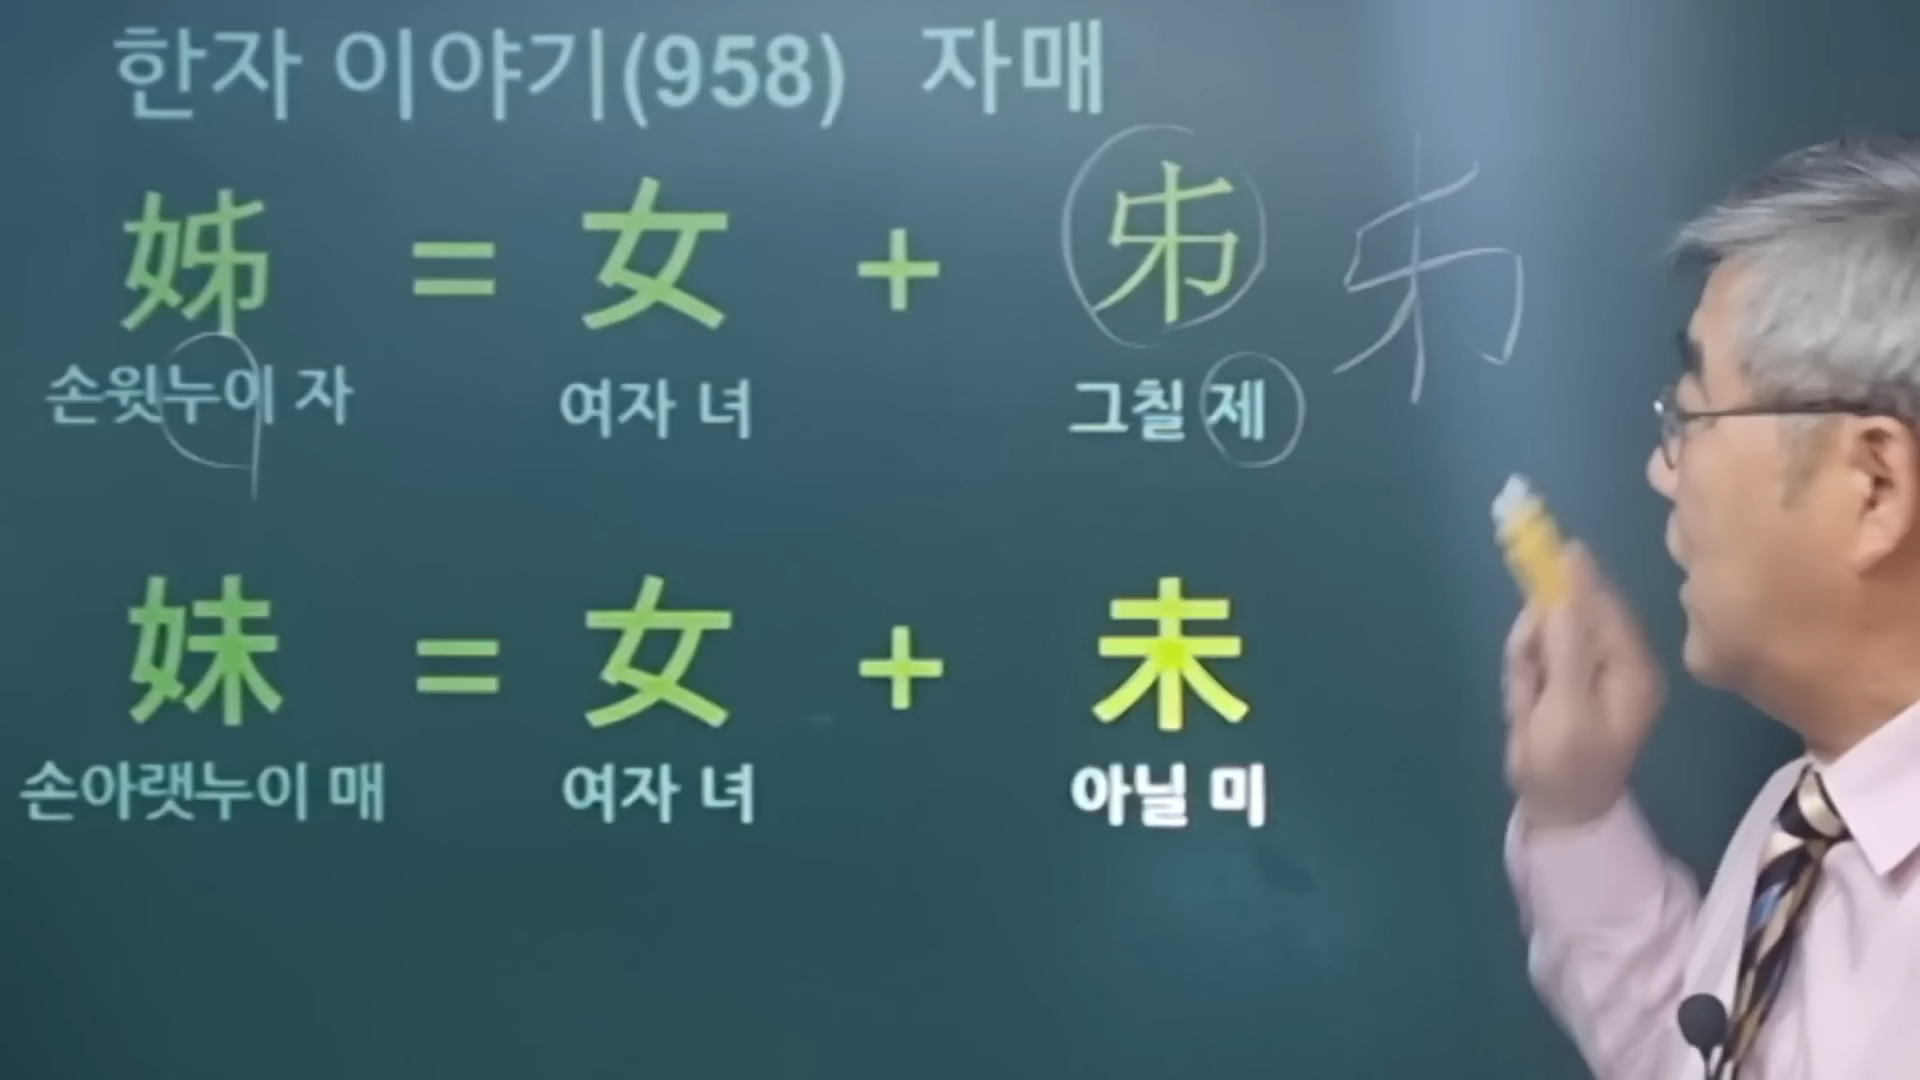 한자 이야기(958) 자매
姊 = 女 + 𠂔 𠂔
손윗누이 자 여자 녀 그칠 제
妹 = 女 + 未
손아랫누이 매 여자 녀 아닐 미